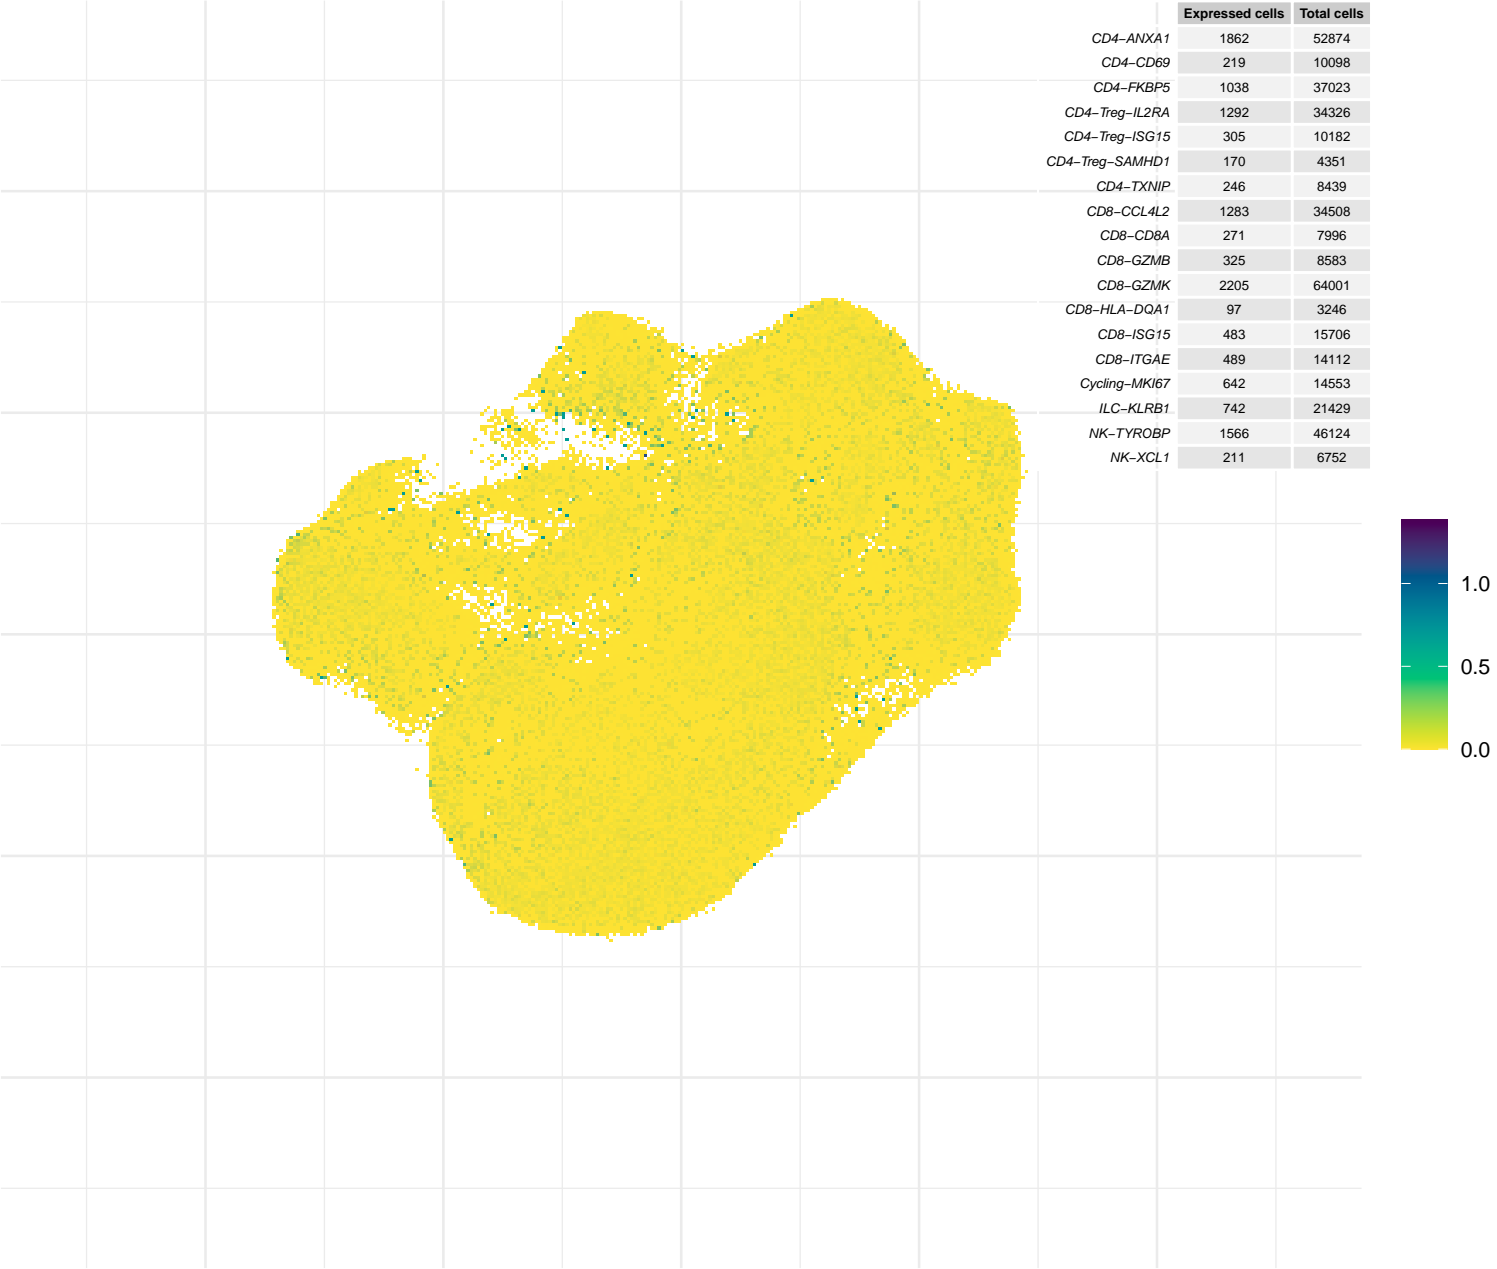 Expressed cells Total cells
CD4−ANXA1 1862 52874
CD4−CD69 219 10098
CD4−FKBP5 1038 37023
CD4−Treg−IL2RA 1292 34326
CD4−Treg−ISG15 305 10182
CD4−Treg−SAMHD1 170 4351
CD4−TXNIP 246 8439
CD8−CCL4L2 1283 34508
CD8−CD8A 271 7996
CD8−GZMB 325 8583
CD8−GZMK 2205 64001
CD8−HLA−DQA1 97 3246
CD8−ISG15 483 15706
CD8−ITGAE 489 14112
Cycling−MKI67 642 14553
ILC−KLRB1 742 21429
NK−TYROBP 1566 46124
NK−XCL1 211 6752
1.0
0.5
0.0